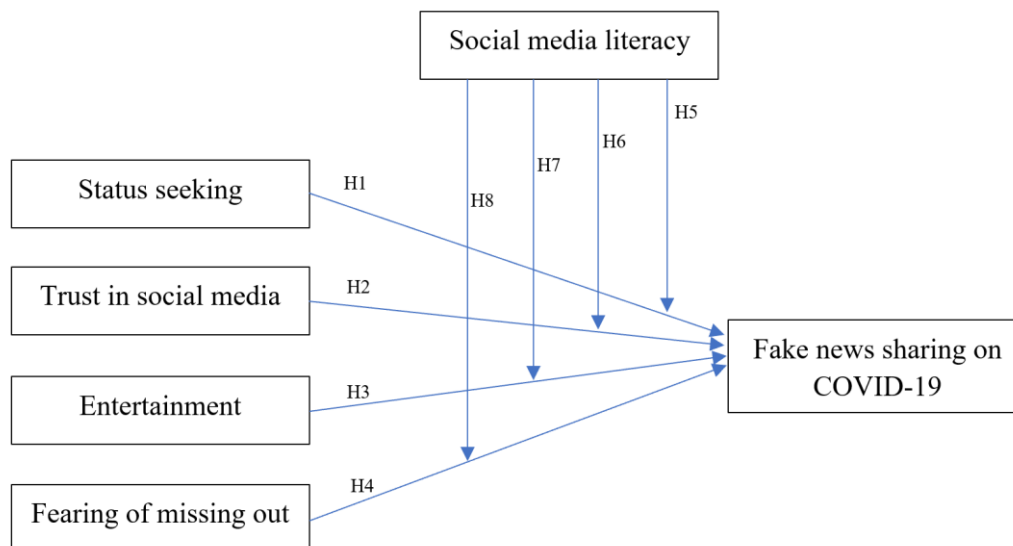 Social media literacy
H5
H6
H7
H8
Status seeking
H1
Trust in social media
H2
Entertainment
H3
Fearing of missing out
H4
Fake news sharing on
COVID-19